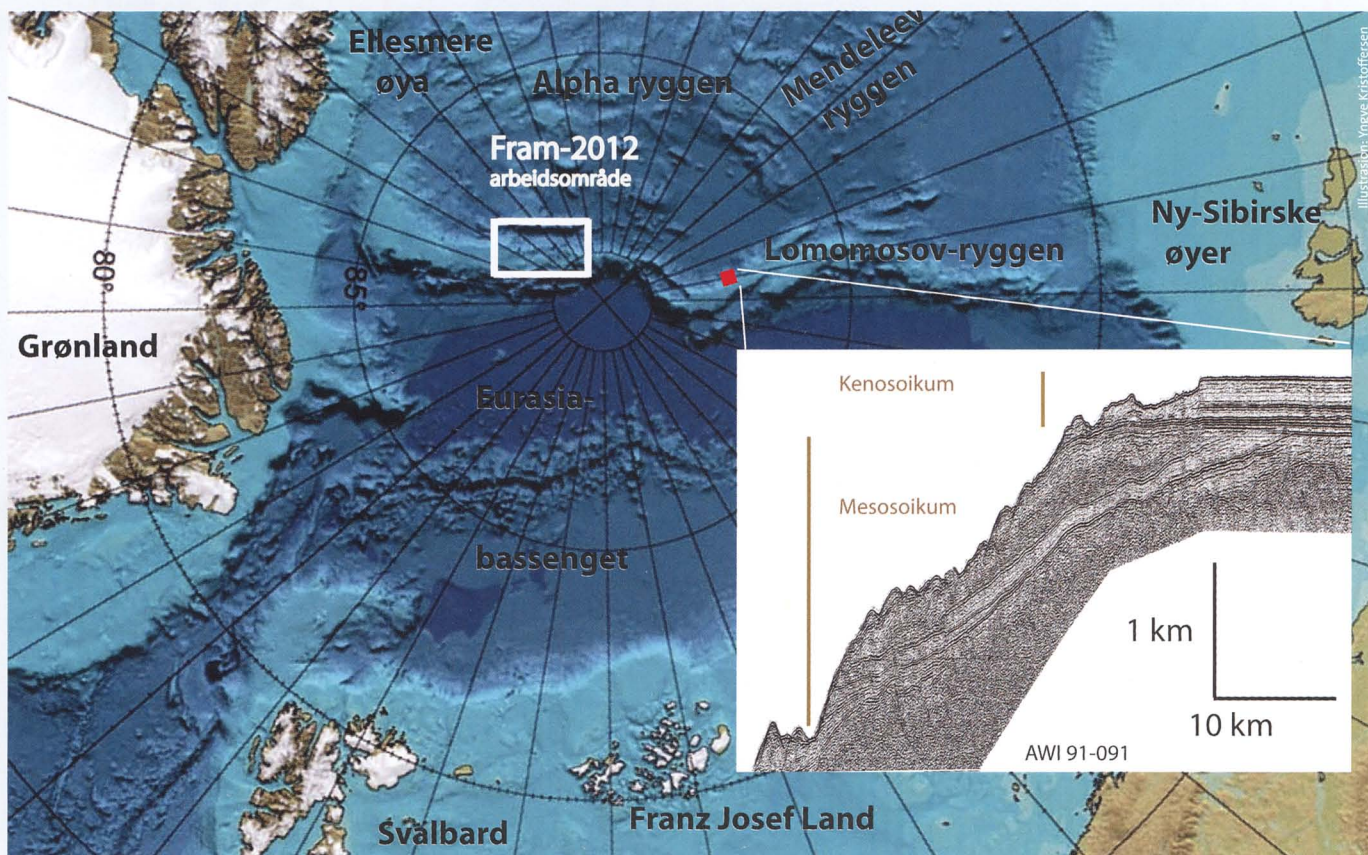 Ellesmere
øya
Alpha ryggen
Mendeleev
ryggen
Fram-2012
arbeidsområde
Lomomosov-ryggen
Ny-Sibirske
øyer
80°
85°
Grønland
Eurasia-
bassenget
Kenosoikum
Mesosoikum
1 km
10 km
AWI 91-091
Svalbard
Franz Josef Land
Illustrasjon: Yngve Kristoffersen